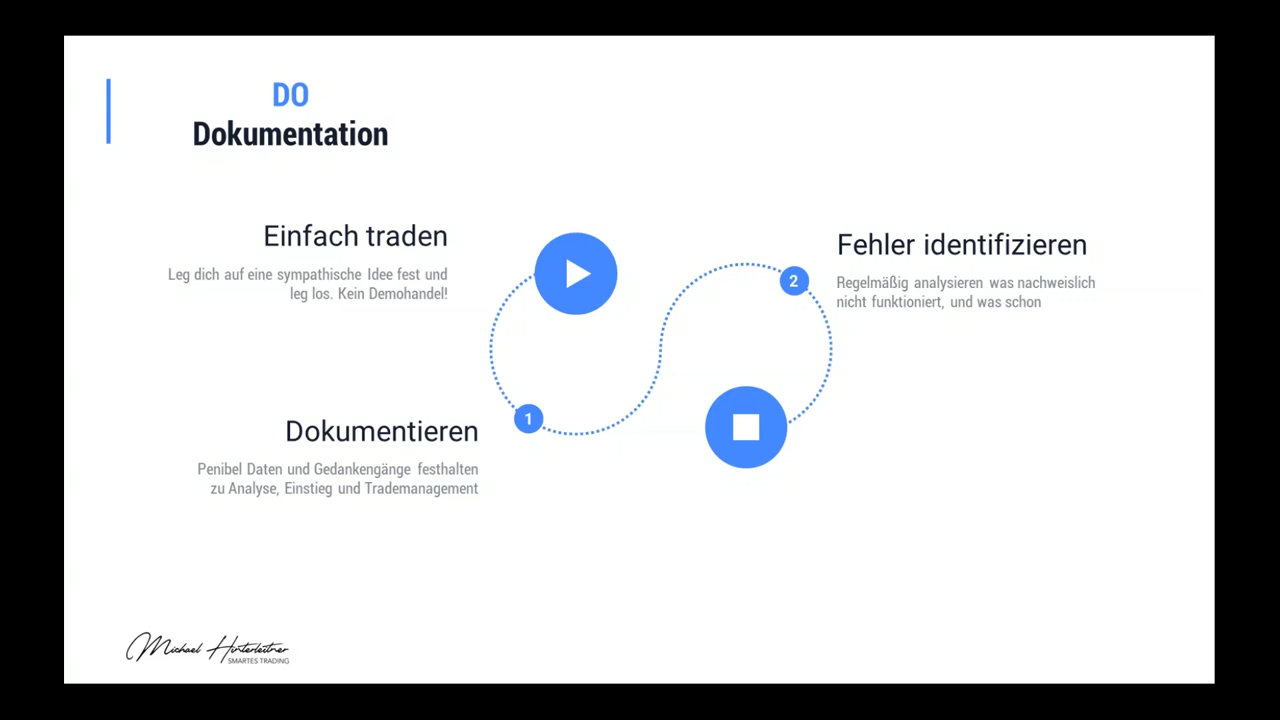 DO
Dokumentation
Einfach traden
Leg dich auf eine sympathische Idee fest und
leg los. Kein Demohandel!
1
Dokumentieren
Penibel Daten und Gedankengänge festhalten
zu Analyse, Einstieg und Trademanagement
2
Fehler identifizieren
Regelmäßig analysieren was nachweislich
nicht funktioniert, und was schon
Michael Hinterleitner
SMARTES TRADING